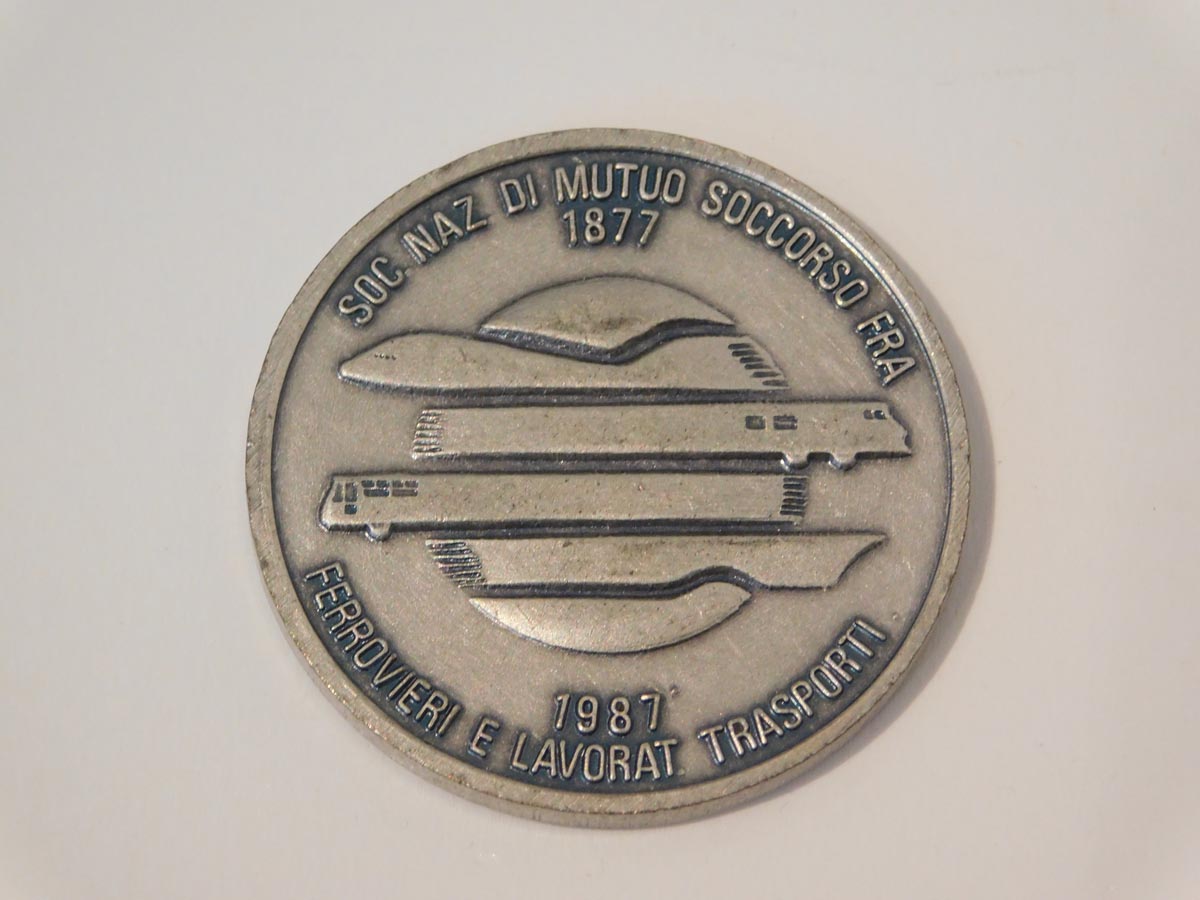 SOC. NAZ DI MUTUO SOCCORSO FRA
1877
1987
FERROVIERI E LAVORAT. TRASPORTI